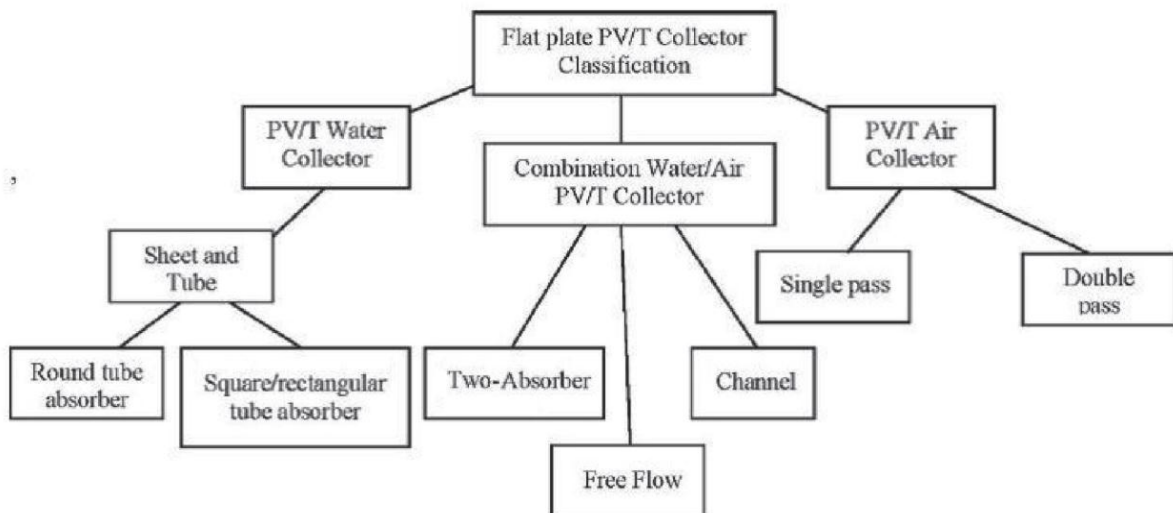 Flat plate PV/T Collector
Classification
PV/T Water
Collector
Combination Water/Air
PV/T Collector
PV/T Air
Collector
,
Sheet and
Tube
Single pass
Double
pass
Round tube
absorber
Square/rectangular
tube absorber
Two-Absorber
Channel
Free Flow